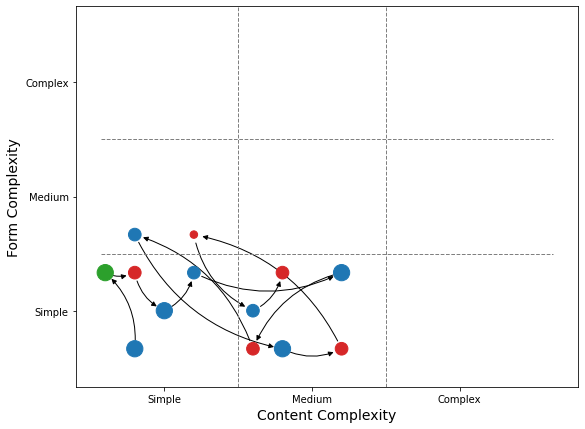 Form Complexity
Complex
Medium
Simple
Simple
Medium
Complex
Content Complexity